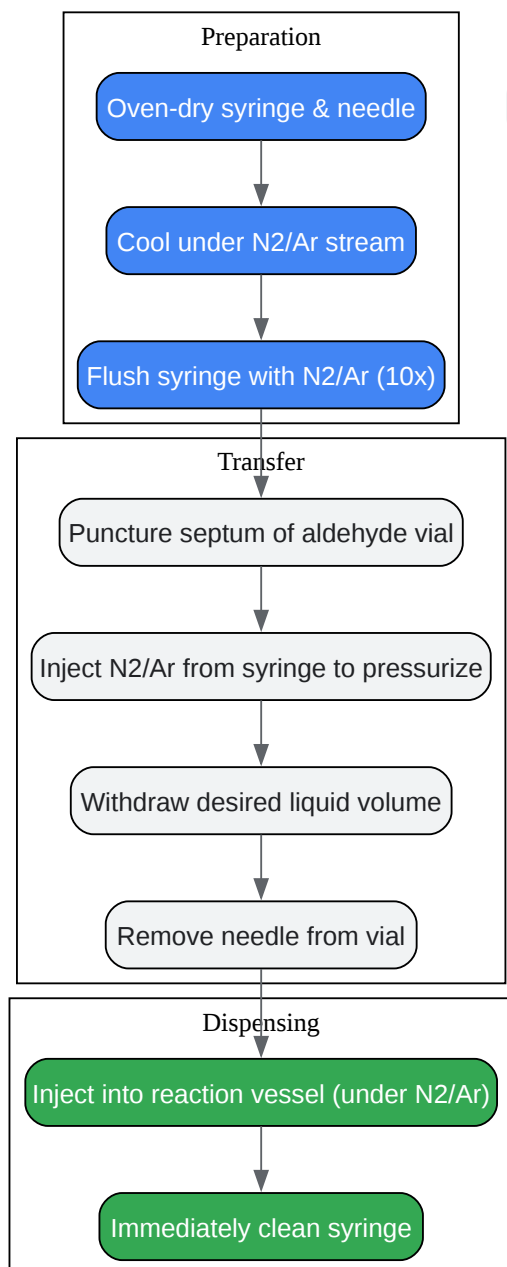 Preparation
Oven-dry syringe & needle
Cool under N2/Ar stream
Flush syringe with N2/Ar (10x)
Transfer
Puncture septum of aldehyde vial
Inject N2/Ar from syringe to pressurize
Withdraw desired liquid volume
Remove needle from vial
Dispensing
Inject into reaction vessel (under N2/Ar)
Immediately clean syringe